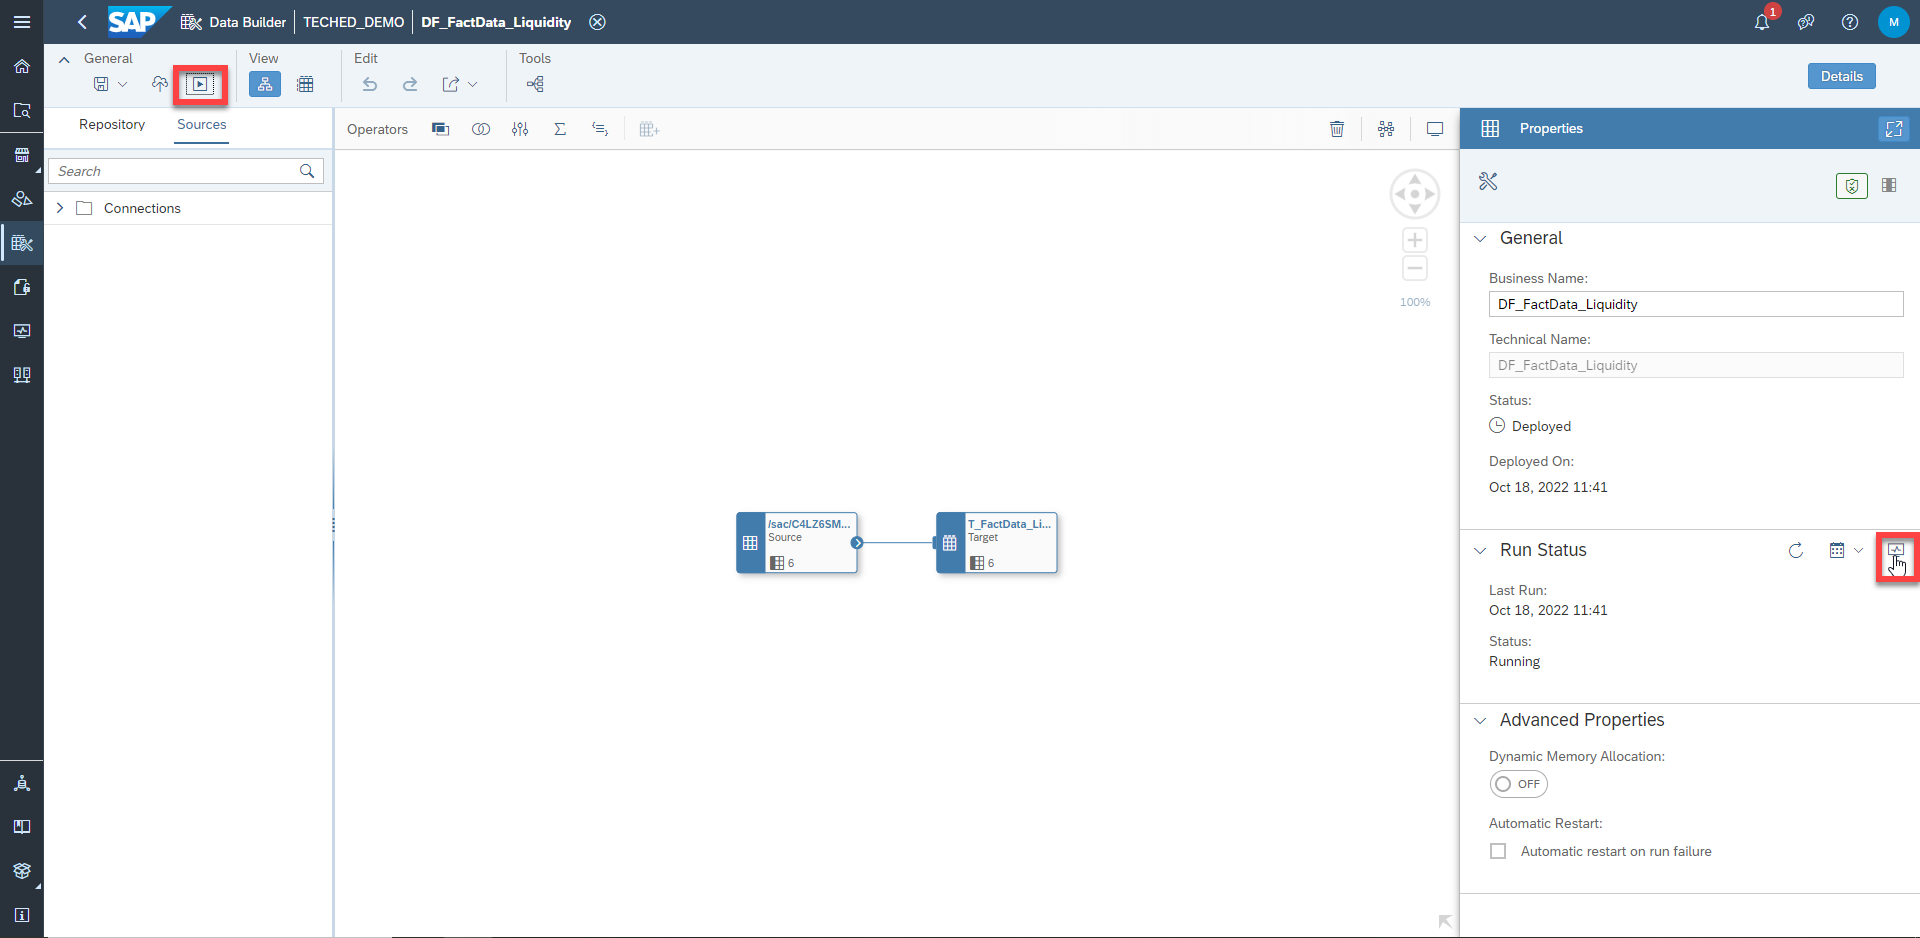 SAP Data Builder TECHED_DEMO DF_FactData_Liquidity
1
M
General View Edit Tools
Details
Repository Sources
Operators
Properties
Search
Connections
100%
General
Business Name:
DF_FactData_Liquidity
Technical Name:
DF_FactData_Liquidity
Status:
Deployed
Deployed On:
Oct 18, 2022 11:41
/sac/C4LZ6SM...
Source
6
T_FactData_Li...
Target
6
Run Status
Last Run:
Oct 18, 2022 11:41
Status:
Running
Advanced Properties
Dynamic Memory Allocation:
OFF
Automatic Restart:
Automatic restart on run failure